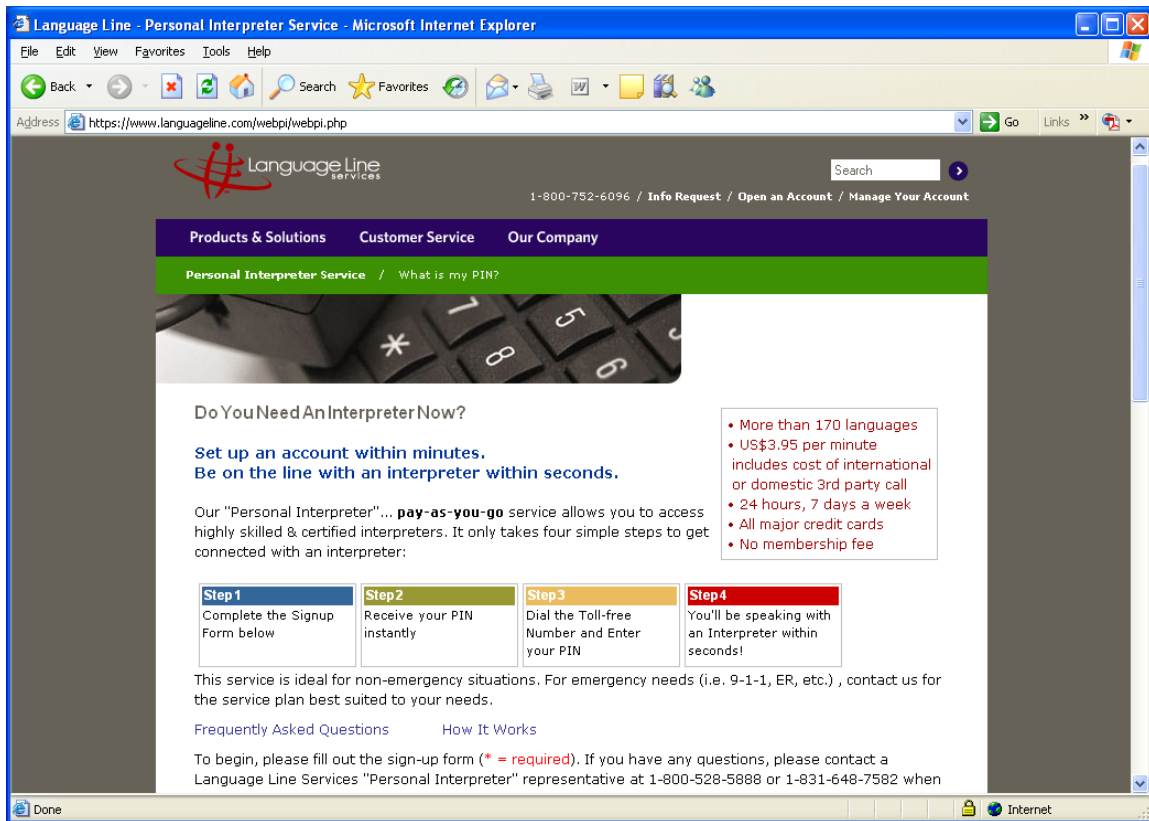 Language Line - Personal Interpreter Service - Microsoft Internet Explorer
File Edit View Favorites Tools Help
Back Search Favorites
Address https://www.languageline.com/webpi/webpi.php Go Links »
Language Line
services
Search
1-800-752-6096 / Info Request / Open an Account / Manage Your Account
Products & Solutions Customer Service Our Company
Personal Interpreter Service / What is my PIN?
* 7 8 5 6
Do You Need An Interpreter Now?
Set up an account within minutes.
Be on the line with an interpreter within seconds.
Our "Personal Interpreter"... pay-as-you-go service allows you to access
highly skilled & certified interpreters. It only takes four simple steps to get
connected with an interpreter:
• More than 170 languages
• US$3.95 per minute
includes cost of international
or domestic 3rd party call
• 24 hours, 7 days a week
• All major credit cards
• No membership fee
Step 1
Complete the Signup
Form below
Step 2
Receive your PIN
instantly
Step 3
Dial the Toll-free
Number and Enter
your PIN
Step 4
You'll be speaking with
an Interpreter within
seconds!
This service is ideal for non-emergency situations. For emergency needs (i.e. 9-1-1, ER, etc.) , contact us for
the service plan best suited to your needs.
Frequently Asked Questions How It Works
To begin, please fill out the sign-up form (* = required). If you have any questions, please contact a
Language Line Services "Personal Interpreter" representative at 1-800-528-5888 or 1-831-648-7582 when
Done Internet